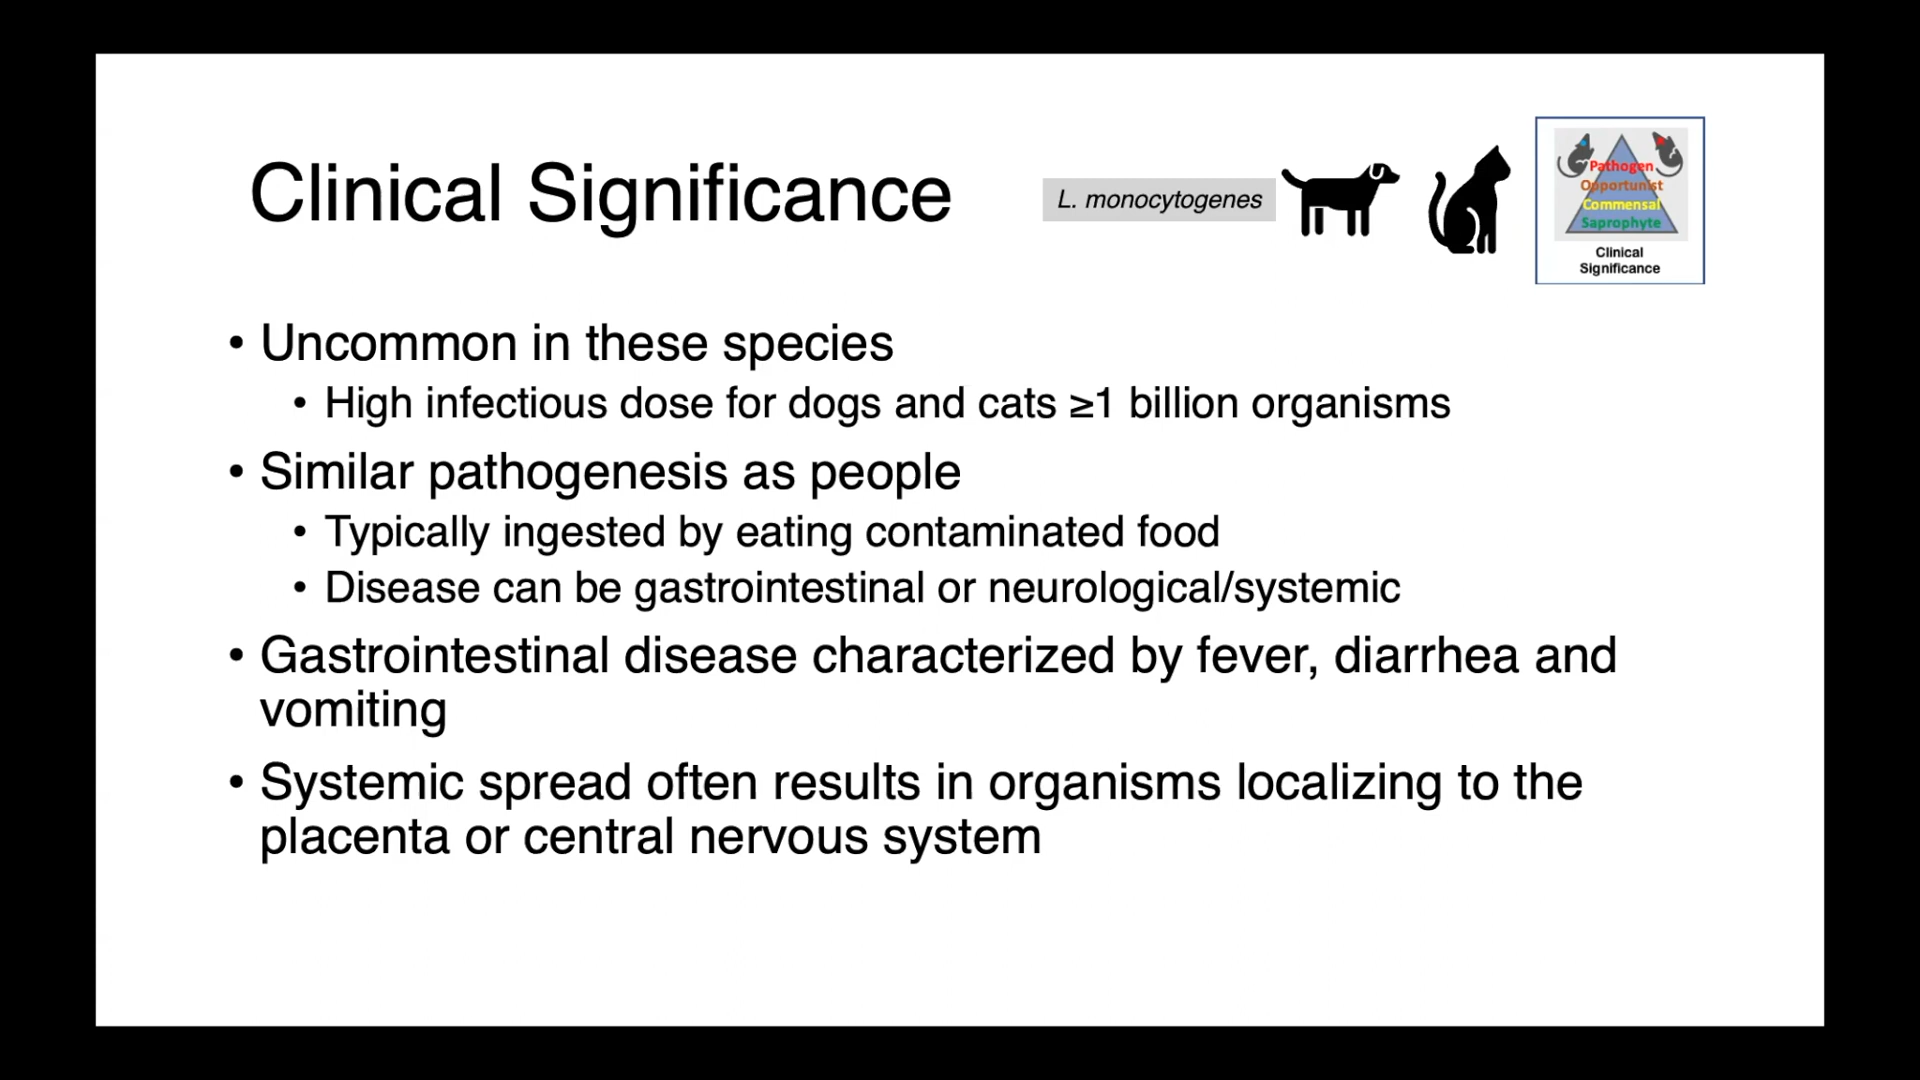 Clinical Significance
L. monocytogenes
Pathogen
Opportunist
Commensal
Saprophyte
Clinical
Significance
• Uncommon in these species
• High infectious dose for dogs and cats ≥1 billion organisms
• Similar pathogenesis as people
• Typically ingested by eating contaminated food
• Disease can be gastrointestinal or neurological/systemic
• Gastrointestinal disease characterized by fever, diarrhea and
vomiting
• Systemic spread often results in organisms localizing to the
placenta or central nervous system